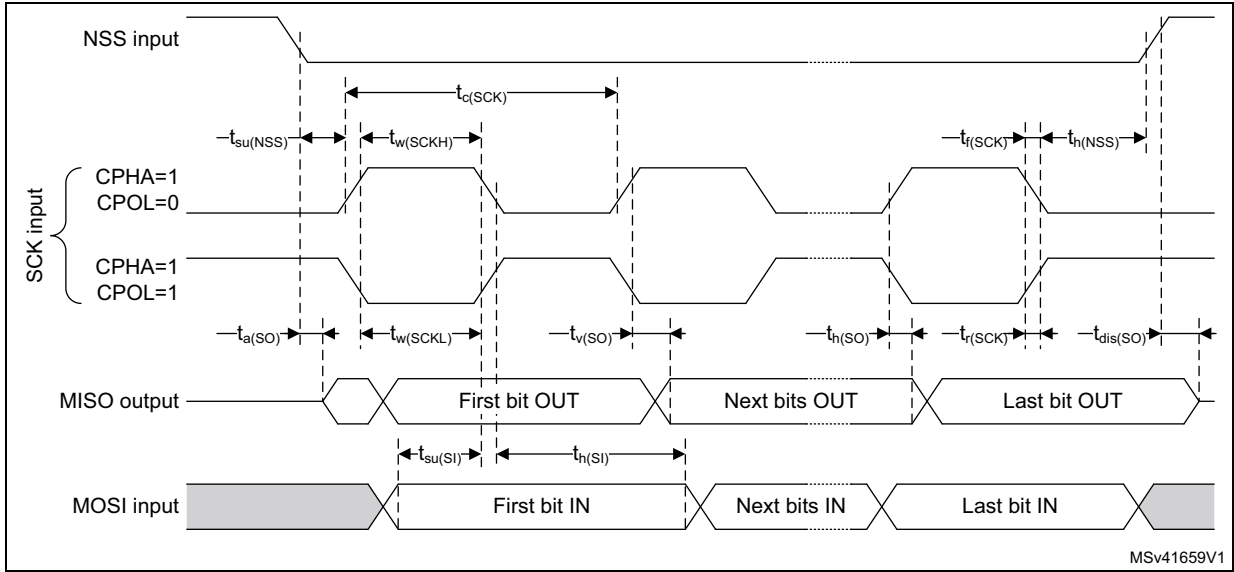 NSS input
tc(SCK)
tsu(NSS)
tw(SCKH)
tf(SCK)
th(NSS)
SCK input
CPHA=1
CPOL=0
CPHA=1
CPOL=1
ta(SO)
tw(SCKL)
tv(SO)
th(SO)
tr(SCK)
tdis(SO)
MISO output
First bit OUT
Next bits OUT
Last bit OUT
tsu(SI)
th(SI)
MOSI input
First bit IN
Next bits IN
Last bit IN
MSv41659V1